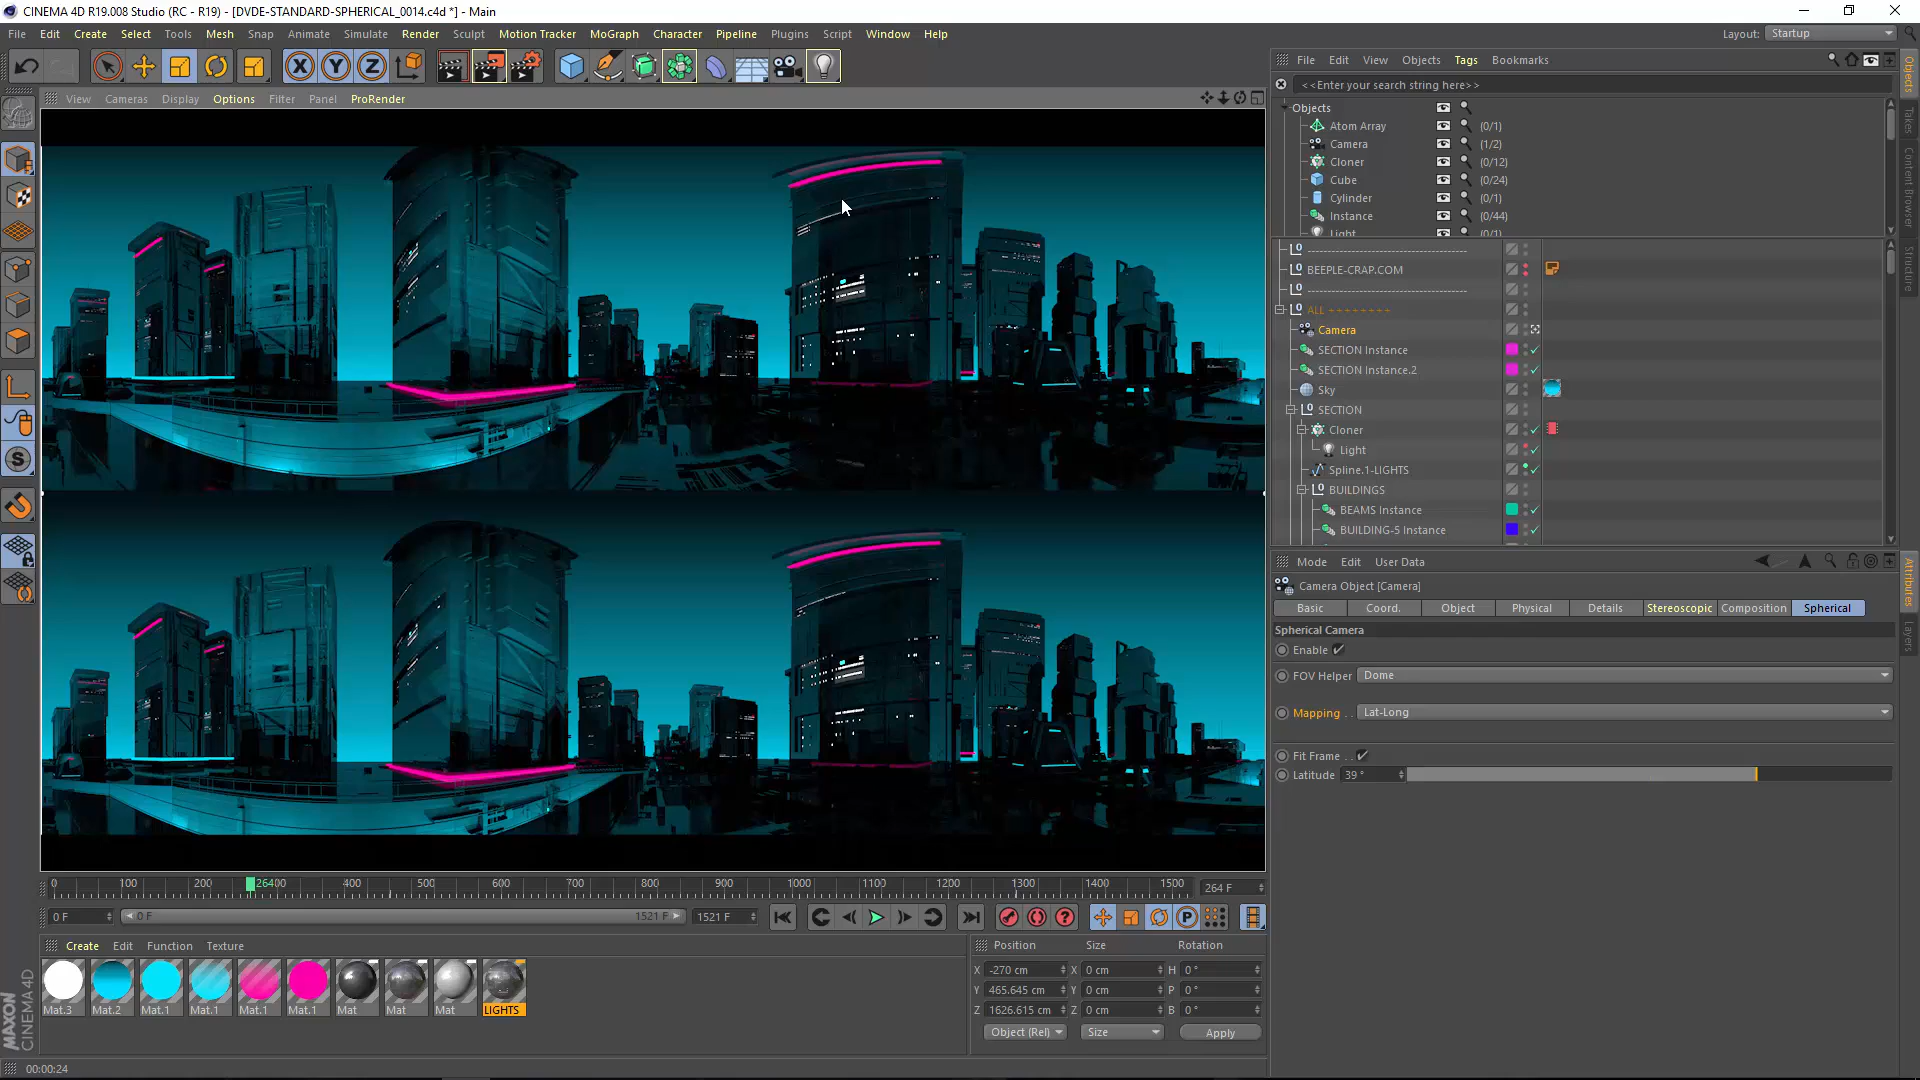 CINEMA 4D R19.008 Studio (RC - R19) - [DVDE-STANDARD-SPHERICAL_0014.c4d *] - Main
File Edit Create Select Tools Mesh Snap Animate Simulate Render Sculpt Motion Tracker MoGraph Character Pipeline Plugins Script Window Help Layout: Startup
X Y Z
View Cameras Display Options Filter Panel ProRender
File Edit View Objects Tags Bookmarks
<<Enter your search string here>>
Objects
Atom Array (0/1)
Camera (1/2)
Cloner (0/12)
Cube (0/24)
Cylinder (0/1)
Instance (0/44)
Light (0/1)
BEEPLE-CRAP.COM
ALL ~~~~~~~~
Camera
SECTION Instance
SECTION Instance.2
Sky
SECTION
Cloner
Light
Spline.1-LIGHTS
BUILDINGS
BEAMS Instance
BUILDING-5 Instance
Objects
Takes
Content Browser
Structure
Mode Edit User Data
Camera Object [Camera]
Basic Coord. Object Physical Details Stereoscopic Composition Spherical
Spherical Camera
Enable
FOV Helper Dome
Mapping . . Lat-Long
Fit Frame . .
Latitude 39 °
Attributes
Layers
S
0 100 200 26400 400 500 600 700 800 900 1000 1100 1200 1300 1400 1500 264 F
0 F 0 F 1521 F 1521 F
P
Create Edit Function Texture
Mat.3 Mat.2 Mat.1 Mat.1 Mat.1 Mat.1 Mat Mat Mat LIGHTS
Position Size Rotation
X -270 cm X 0 cm H 0 °
Y 465.645 cm Y 0 cm P 0 °
Z 1626.615 cm Z 0 cm B 0 °
Object (Rel) Size Apply
MAXON
CINEMA 4D
00:00:24